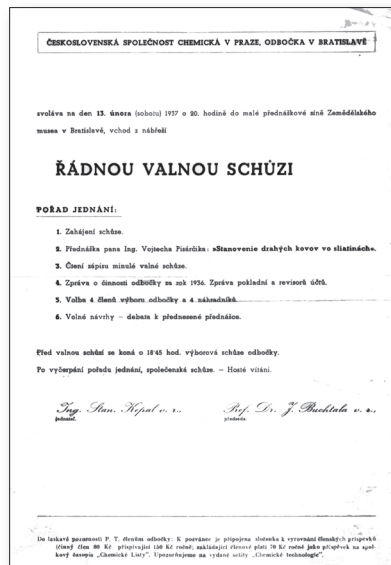 ČESKOSLOVENSKÁ SPOLEČNOST CHEMICKÁ V PRAZE, ODBOČKA V BRATISLAVĚ
svolává na den 13. února (sobotu) 1937 o 20. hodině do malé přednáškové síně Zemědělského
musea v Bratislavě, vchod z nábřeží
ŘÁDNOU VALNOU SCHŮZI
POŘAD JEDNÁNÍ:
1. Zahájení schůze.
2. Přednáška pana Ing. Vojtecha Pisárčika: »Stanovenie drahých kovov vo sliatinách«.
3. Čtení zápisu minulé valné schůze.
4. Zpráva o činnosti odbočky za rok 1936. Zpráva pokladní a revisorů účtů.
5. Volba 4 členů výboru odbočky a 4 náhradníků.
6. Volné návrhy – debata k přednesené přednášce.
Před valnou schůzí se koná o 18'45 hod. výborová schůze odbočky.
Po vyčerpání pořadu jednání, společenská schůze. – Hosté vítáni.
Ing. Stan. Kopal v. r., Prof. Dr. J. Buchtala v. r.,
jednatel. předseda.
Do laskavé pozornosti P. T. členům odbočky: K pozvánce je připojena složenka k vyrovnání členských příspěvků
(činný člen 80 Kč přispívající 150 Kč ročně; zakládající členové platí 70 Kč ročně jako příspěvek na spol-
kový časopis „Chemické Listy". Upozorňujeme na vydané sešity „Chemické technologie".